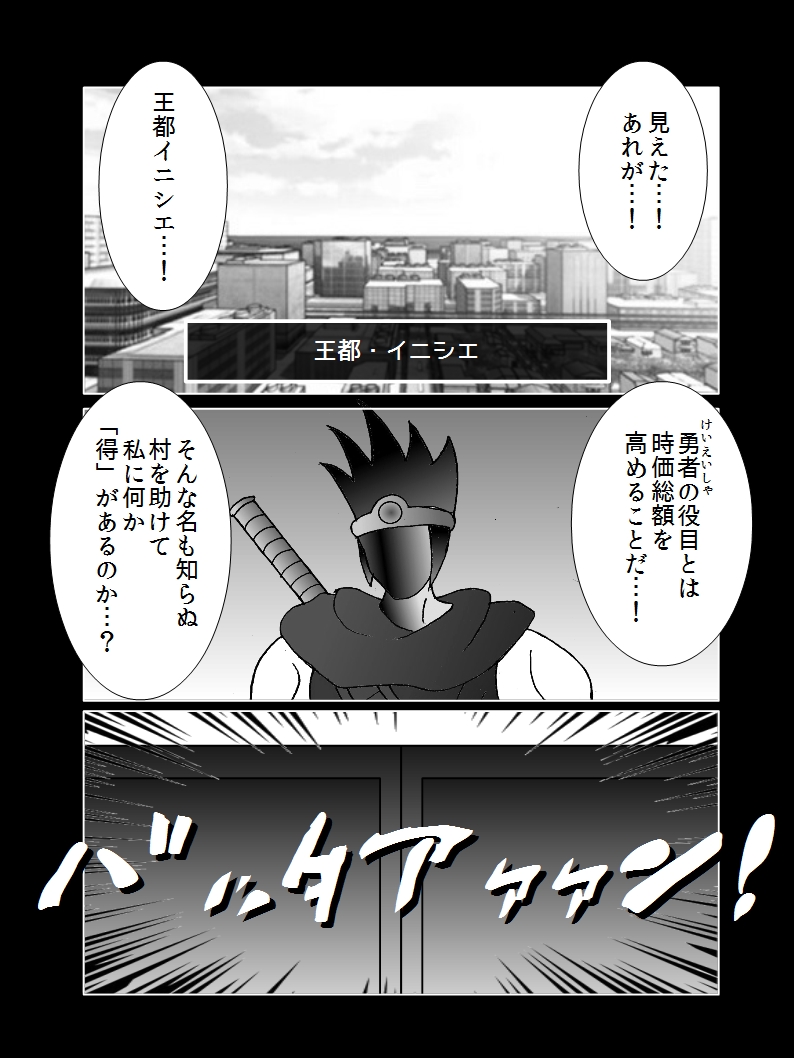 見えた…！
あれが…！
王都イニシエ…！
王都・イニシエ
けいえいしゃ
勇者の役目とは
時価総額を
高めることだ…！
そんな名も知らぬ
村を助けて
私に何か
「得」があるのか…？
バッタアァァン！